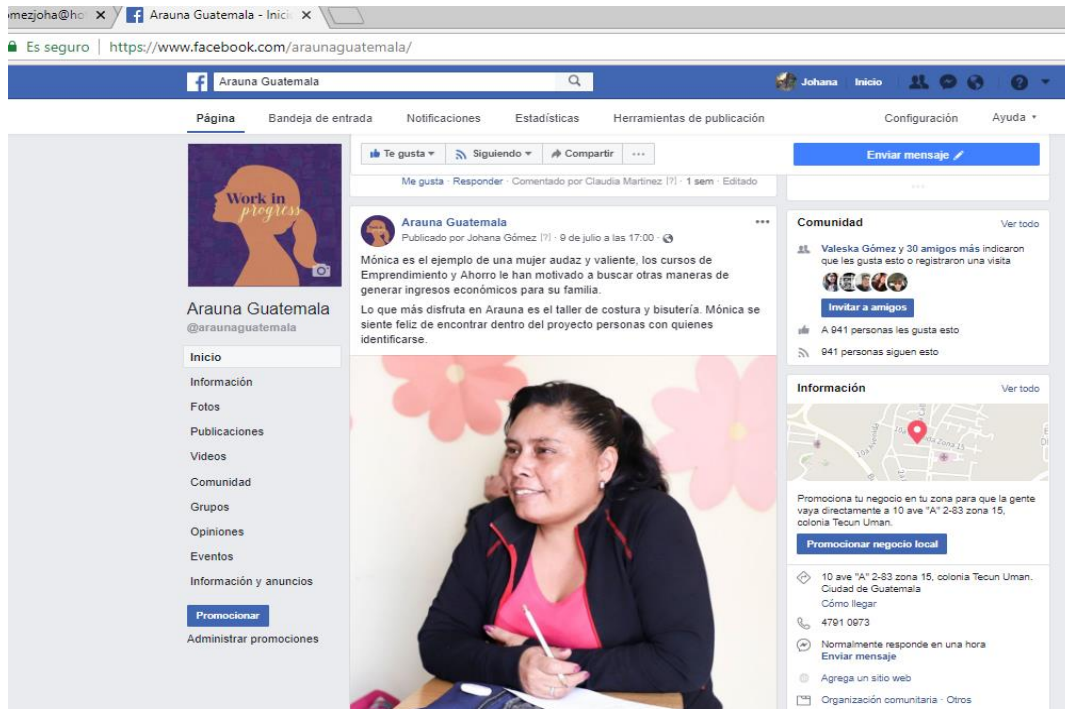 Arauna Guatemala - Inicio
Es seguro | https://www.facebook.com/araunaguatemala/
Arauna Guatemala
Johana Inicio
Página Bandeja de entrada Notificaciones Estadísticas Herramientas de publicación Configuración Ayuda
Work in
progress
Arauna Guatemala
@araunaguatemala
Inicio
Información
Fotos
Publicaciones
Videos
Comunidad
Grupos
Opiniones
Eventos
Información y anuncios
Promocionar
Administrar promociones
Te gusta Siguiendo Compartir ...
Me gusta · Responder · Comentado por Claudia Martinez [?] · 1 sem · Editado
Arauna Guatemala
Publicado por Johana Gómez [?] · 9 de julio a las 17:00 ·
Mónica es el ejemplo de una mujer audaz y valiente, los cursos de
Emprendimiento y Ahorro le han motivado a buscar otras maneras de
generar ingresos económicos para su familia.
Lo que más disfruta en Arauna es el taller de costura y bisutería. Mónica se
siente feliz de encontrar dentro del proyecto personas con quienes
identificarse.
Enviar mensaje
Comunidad Ver todo
Valeska Gómez y 30 amigos más indicaron
que les gusta esto o registraron una visita
Invitar a amigos
A 941 personas les gusta esto
941 personas siguen esto
Información Ver todo
Promociona tu negocio en tu zona para que la gente
vaya directamente a 10 ave "A" 2-83 zona 15,
colonia Tecun Uman.
Promocionar negocio local
10 ave "A" 2-83 zona 15, colonia Tecun Uman.
Ciudad de Guatemala
Cómo llegar
4791 0973
Normalmente responde en una hora
Enviar mensaje
Agrega un sitio web
Organización comunitaria · Otros